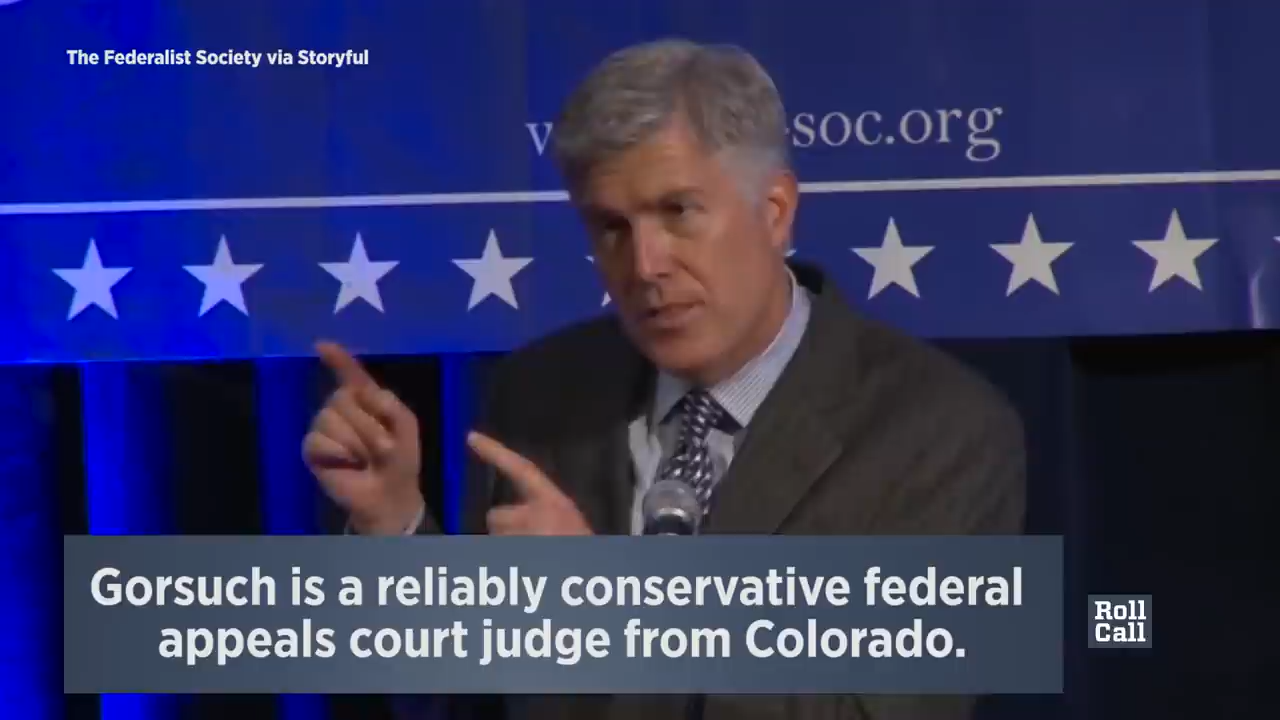 The Federalist Society via Storyful
-soc.org
Gorsuch is a reliably conservative federal
appeals court judge from Colorado.
Roll
Call